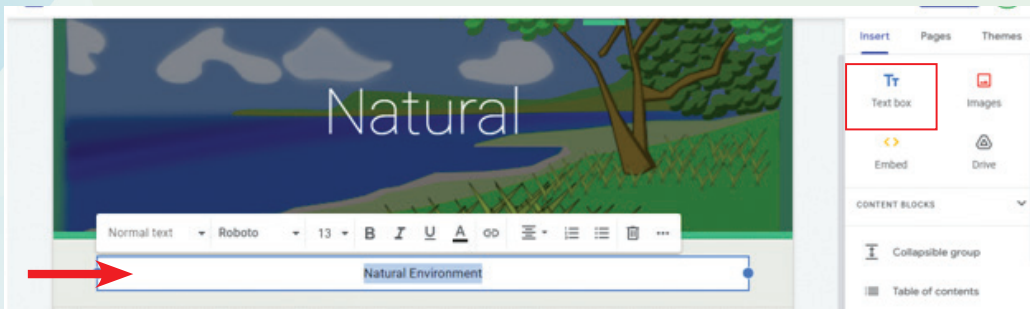 Insert Pages Themes
Natural
Tт
Text box Images
Embed Drive
CONTENT BLOCKS
Normal text Roboto 13 B I U A
Natural Environment
Collapsible group
Table of contents